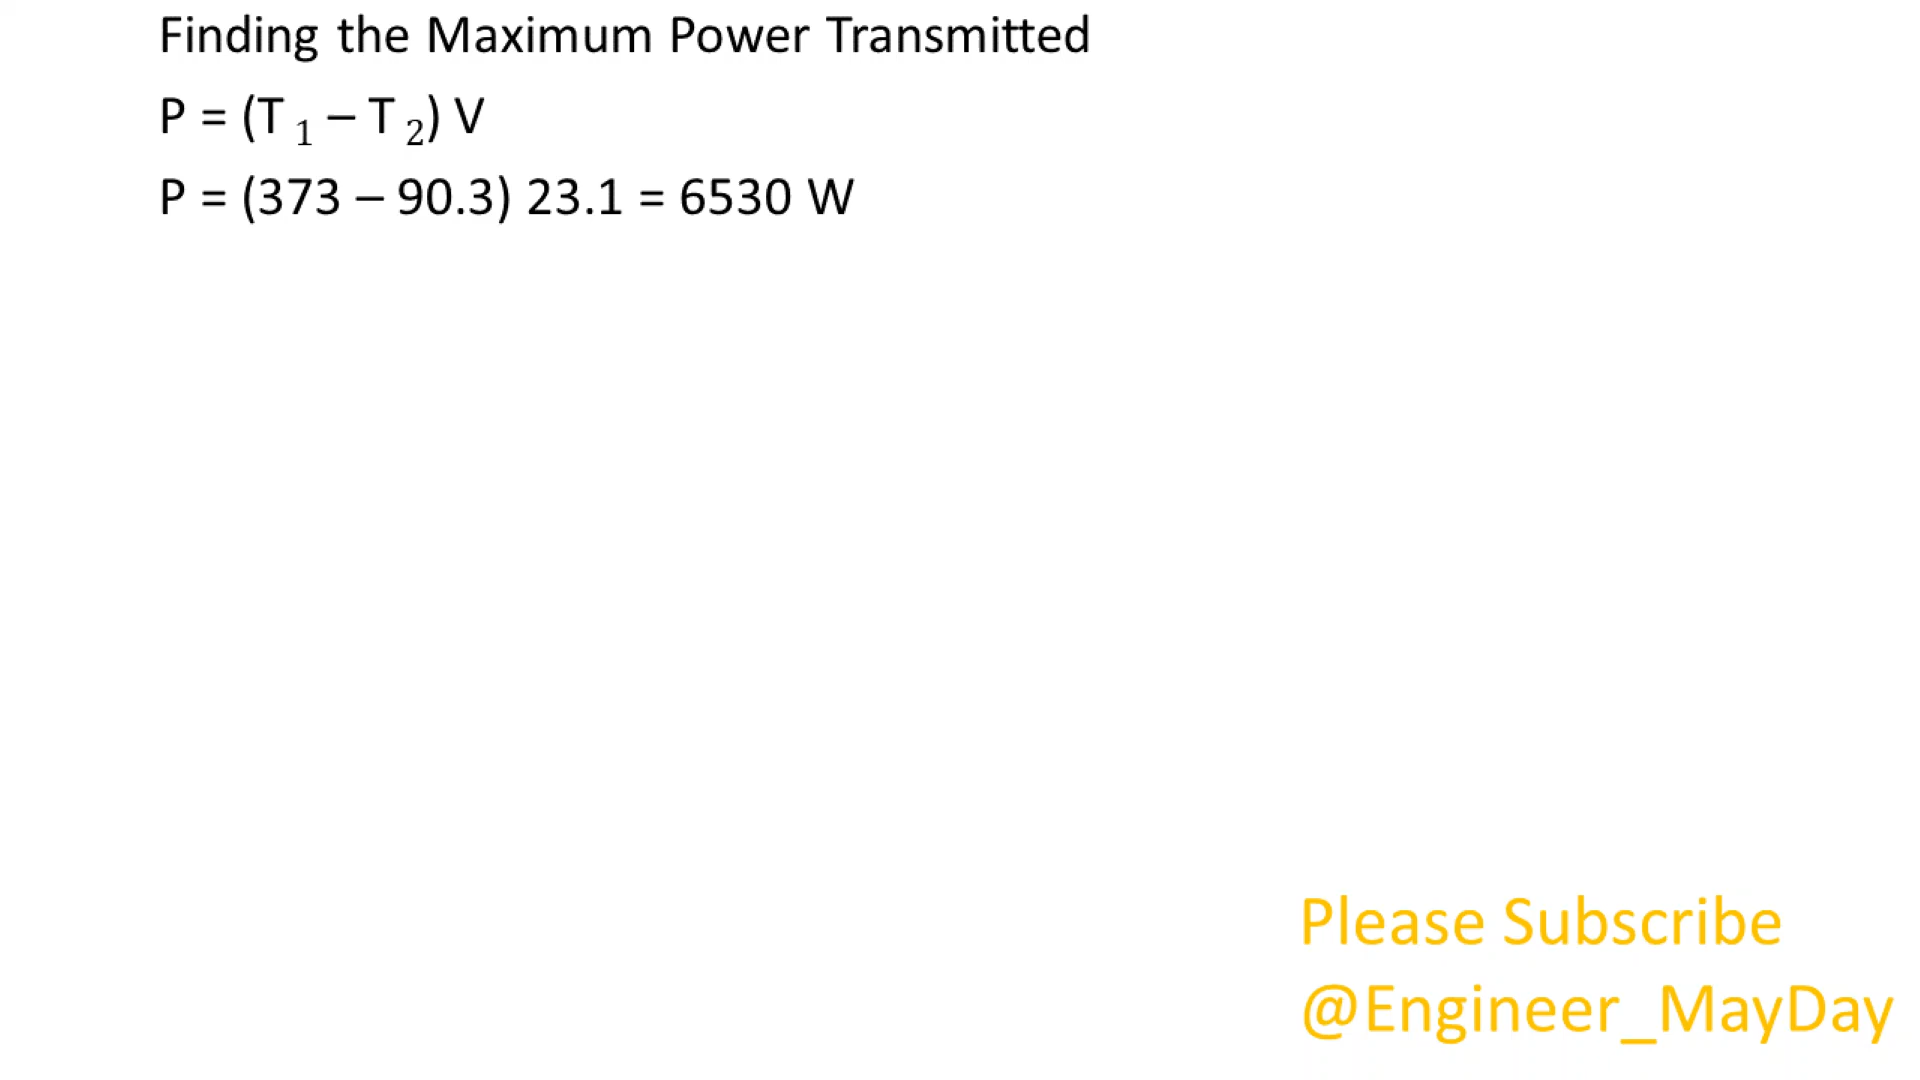 Finding the Maximum Power Transmitted
P = (T ₁ – T ₂) V
P = (373 – 90.3) 23.1 = 6530 W
Please Subscribe
@Engineer_MayDay